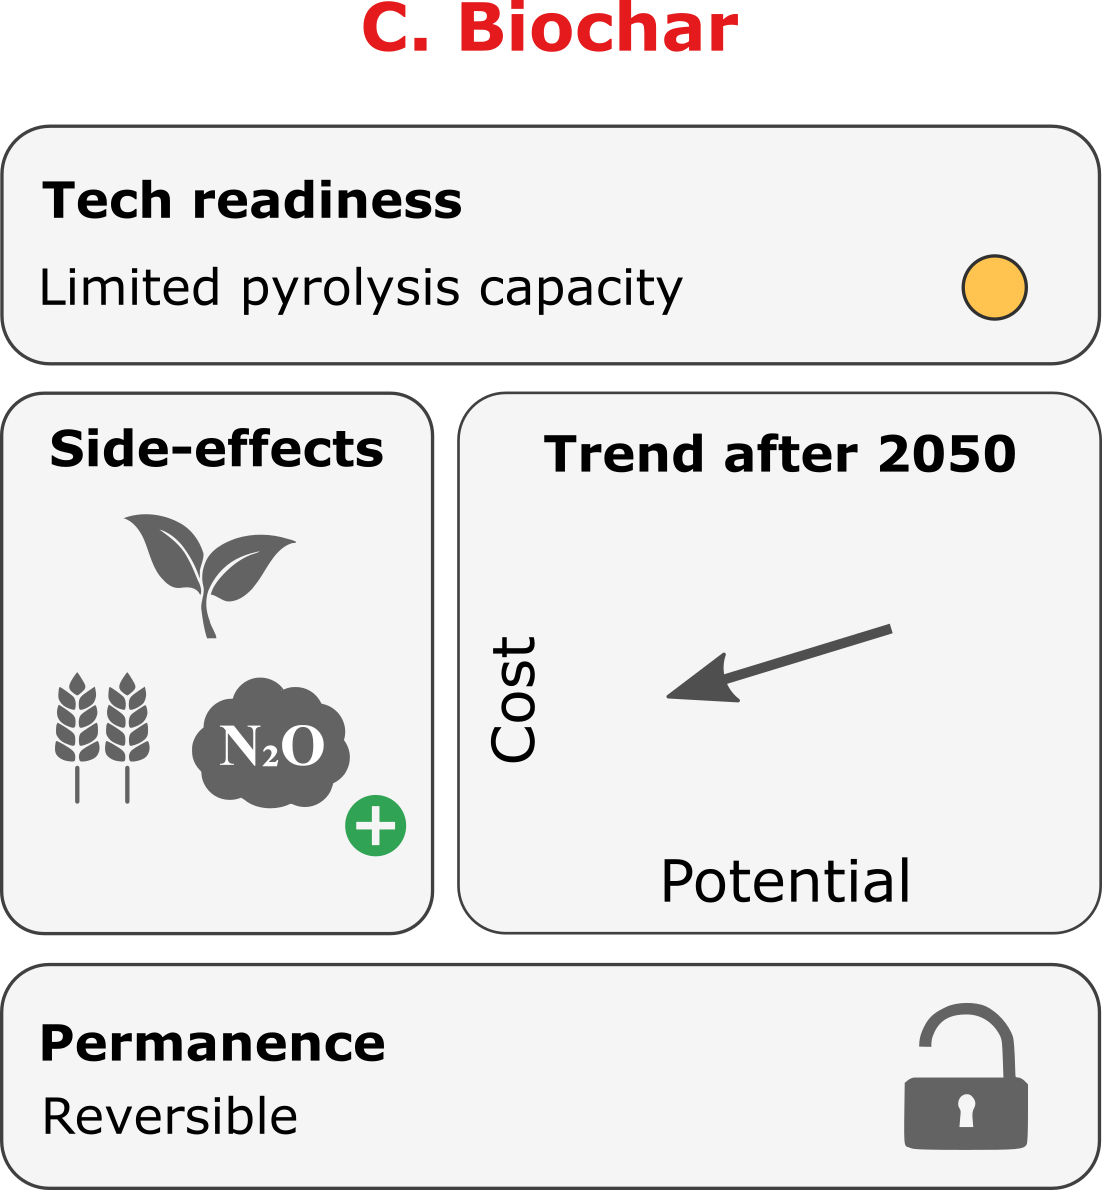 C. Biochar
Tech readiness
Limited pyrolysis capacity
Side-effects
N₂O
Trend after 2050
Cost
Potential
Permanence
Reversible